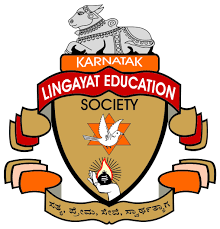 KARNATAK
LINGAYAT EDUCATION
SOCIETY
ಸತ್ಯ, ಪ್ರೇಮ, ಸೇವೆ, ಸ್ವಾರ್ಥತ್ಯಾಗ